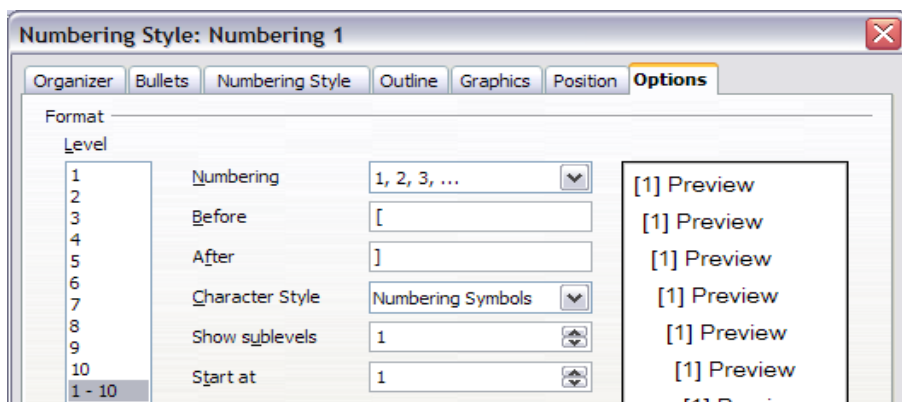 Numbering Style: Numbering 1
Organizer Bullets Numbering Style Outline Graphics Position Options
Format
Level
1
2
3
4
5
6
7
8
9
10
1 - 10
Numbering 1, 2, 3, ...
Before [
After ]
Character Style Numbering Symbols
Show sublevels 1
Start at 1
[1] Preview
[1] Preview
[1] Preview
[1] Preview
[1] Preview
[1] Preview